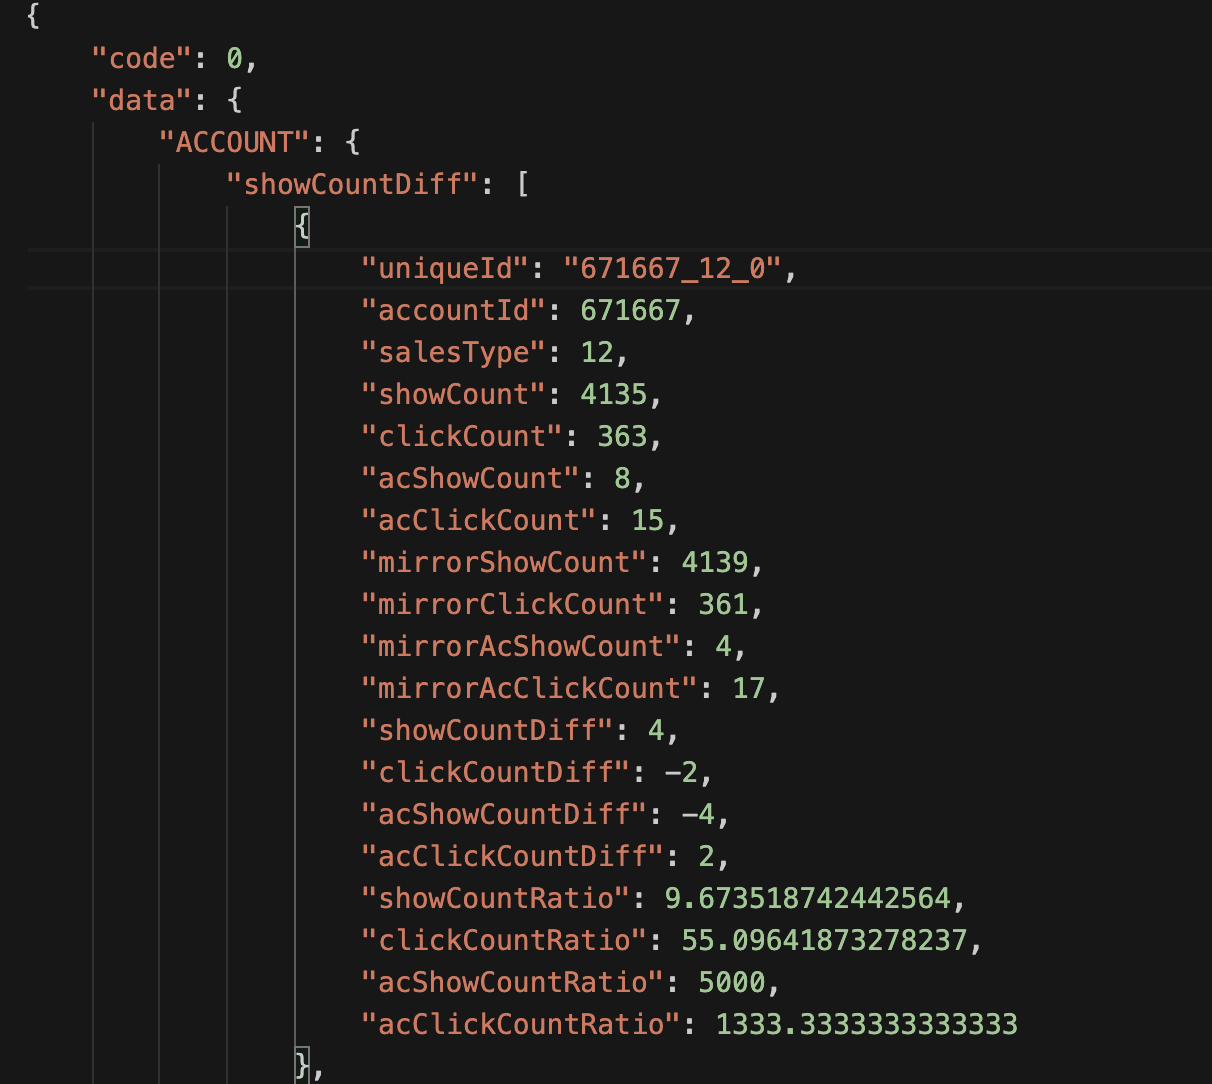 {
"code": 0,
"data": {
"ACCOUNT": {
"showCountDiff": [
{
"uniqueId": "671667_12_0",
"accountId": 671667,
"salesType": 12,
"showCount": 4135,
"clickCount": 363,
"acShowCount": 8,
"acClickCount": 15,
"mirrorShowCount": 4139,
"mirrorClickCount": 361,
"mirrorAcShowCount": 4,
"mirrorAcClickCount": 17,
"showCountDiff": 4,
"clickCountDiff": -2,
"acShowCountDiff": -4,
"acClickCountDiff": 2,
"showCountRatio": 9.673518742442564,
"clickCountRatio": 55.09641873278237,
"acShowCountRatio": 5000,
"acClickCountRatio": 1333.3333333333333
},